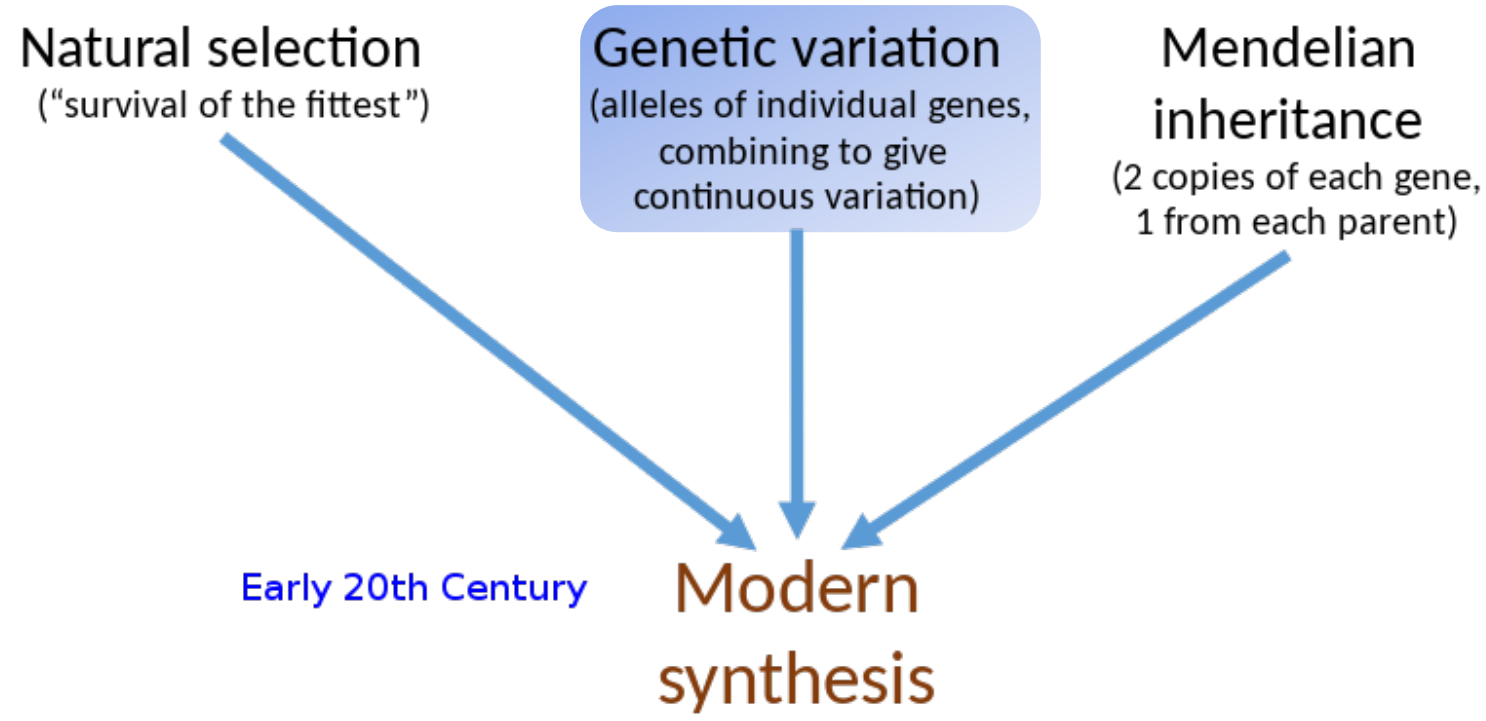 Natural selection
(“survival of the fittest”)
Genetic variation
(alleles of individual genes,
combining to give
continuous variation)
Mendelian
inheritance
(2 copies of each gene,
1 from each parent)
Early 20th Century
Modern
synthesis